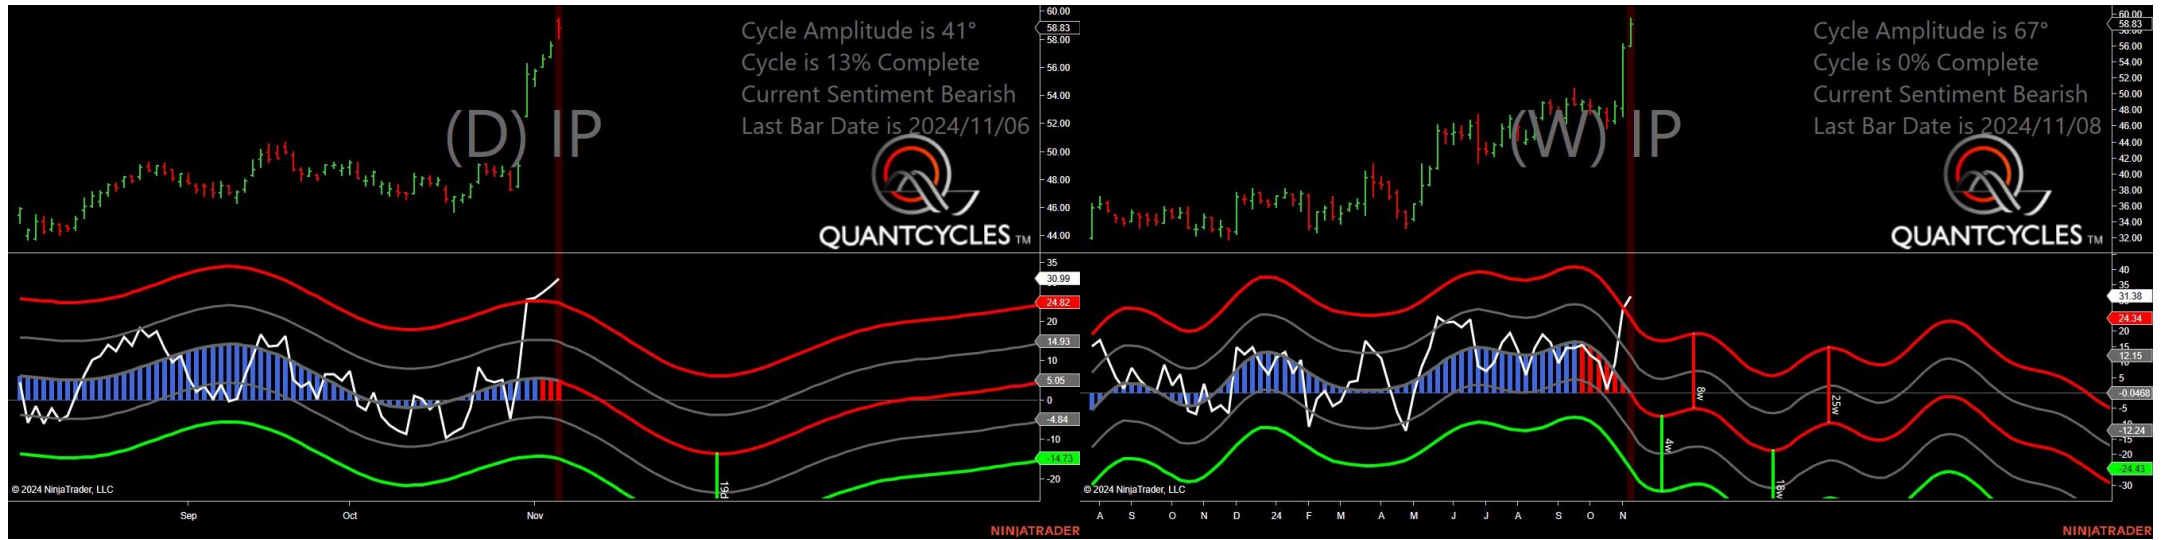 Cycle Amplitude is 41°
Cycle is 13% Complete
Current Sentiment Bearish
Last Bar Date is 2024/11/06
(D) IP
QUANTCYCLES TM
60.00
58.83
58.00
56.00
54.00
52.00
50.00
48.00
46.00
44.00
35
30.99
24.82
20
14.93
10
5.05
0
-4.84
-10
-14.73
-20
19d
© 2024 NinjaTrader, LLC
Sep Oct Nov
NINJATRADER
Cycle Amplitude is 67°
Cycle is 0% Complete
Current Sentiment Bearish
Last Bar Date is 2024/11/08
(W) IP
QUANTCYCLES TM
60.00
58.83
56.00
54.00
52.00
50.00
48.00
46.00
44.00
42.00
40.00
38.00
36.00
34.00
32.00
40
35
31.38
24.34
20
15
12.15
5
-0.0468
-5
-12.24
-15
-20
-24.43
-30
8w
25w
4w
18w
© 2024 NinjaTrader, LLC
A S O N D 24 F M A M J J A S O N
NINJATRADER